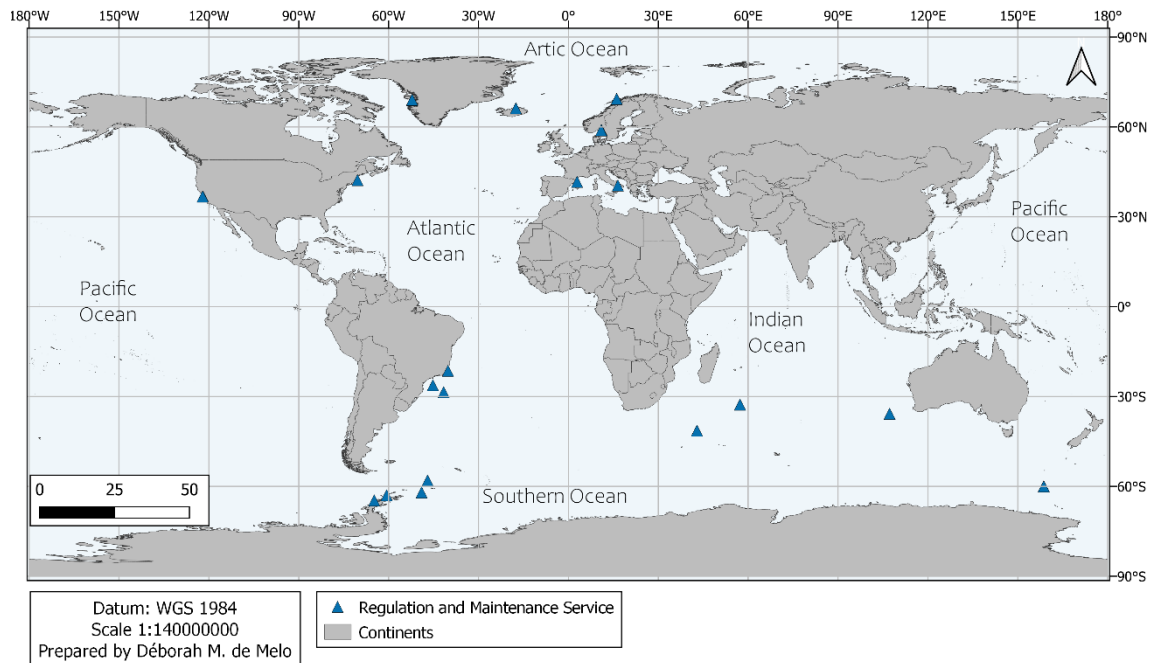 180°W 150°W 120°W 90°W 60°W 30°W 0° 30°E 60°E 90°E 120°E 150°E 180°E
90°N
Artic Ocean
60°N
Pacific
Ocean
Atlantic
Ocean
30°N
Pacific
Ocean
0°
Indian
Ocean
30°S
0 25 50
Southern Ocean
60°S
90°S
Datum: WGS 1984
Scale 1:140000000
Prepared by Déborah M. de Melo
Regulation and Maintenance Service
Continents